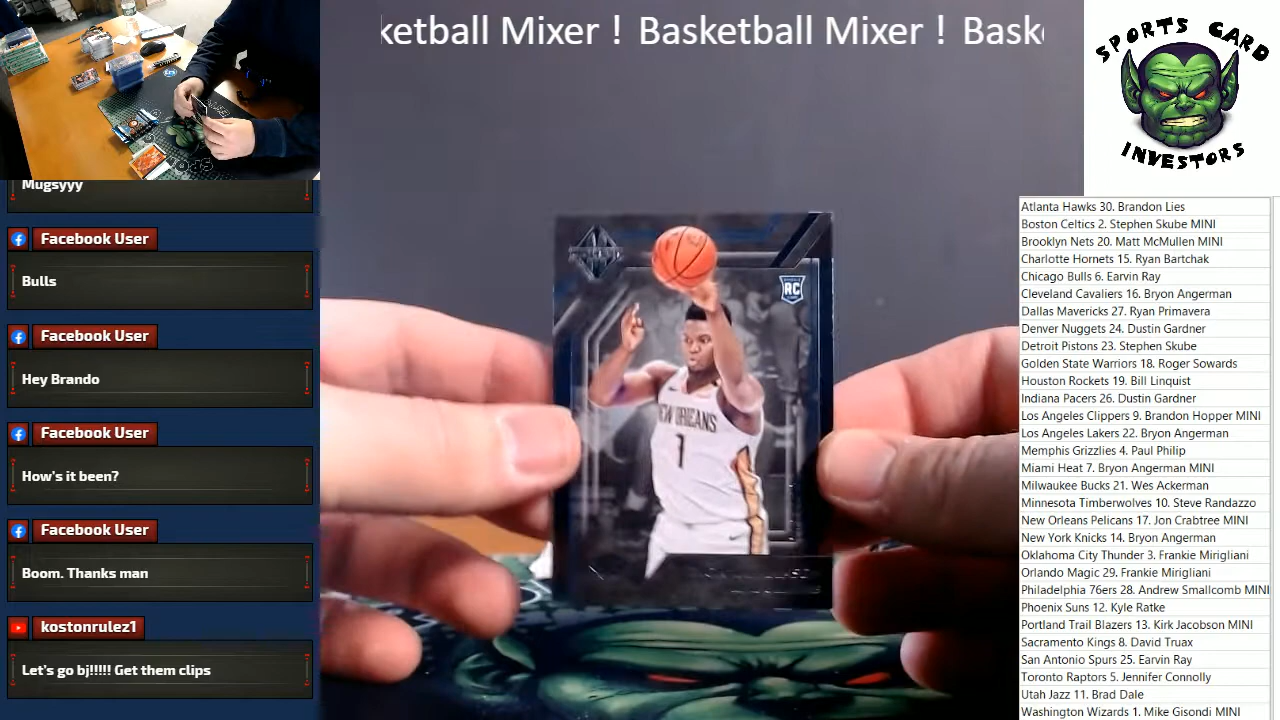 ketball Mixer ! Basketball Mixer ! Bask
SPORTS CARD
INVESTORS
Mugsyyy
Facebook User
Bulls
Facebook User
Hey Brando
Facebook User
How's it been?
Facebook User
Boom. Thanks man
kostonrulez1
Let's go bj!!!!! Get them clips
RC
NEW ORLEANS
1
Atlanta Hawks 30. Brandon Lies
Boston Celtics 2. Stephen Skube MINI
Brooklyn Nets 20. Matt McMullen MINI
Charlotte Hornets 15. Ryan Bartchak
Chicago Bulls 6. Earvin Ray
Cleveland Cavaliers 16. Bryon Angerman
Dallas Mavericks 27. Ryan Primavera
Denver Nuggets 24. Dustin Gardner
Detroit Pistons 23. Stephen Skube
Golden State Warriors 18. Roger Sowards
Houston Rockets 19. Bill Linquist
Indiana Pacers 26. Dustin Gardner
Los Angeles Clippers 9. Brandon Hopper MINI
Los Angeles Lakers 22. Bryon Angerman
Memphis Grizzlies 4. Paul Philip
Miami Heat 7. Bryon Angerman MINI
Milwaukee Bucks 21. Wes Ackerman
Minnesota Timberwolves 10. Steve Randazzo
New Orleans Pelicans 17. Jon Crabtree MINI
New York Knicks 14. Bryon Angerman
Oklahoma City Thunder 3. Frankie Mirigliani
Orlando Magic 29. Frankie Mirigliani
Philadelphia 76ers 28. Andrew Smallcomb MINI
Phoenix Suns 12. Kyle Ratke
Portland Trail Blazers 13. Kirk Jacobson MINI
Sacramento Kings 8. David Truax
San Antonio Spurs 25. Earvin Ray
Toronto Raptors 5. Jennifer Connolly
Utah Jazz 11. Brad Dale
Washington Wizards 1. Mike Gisondi MINI